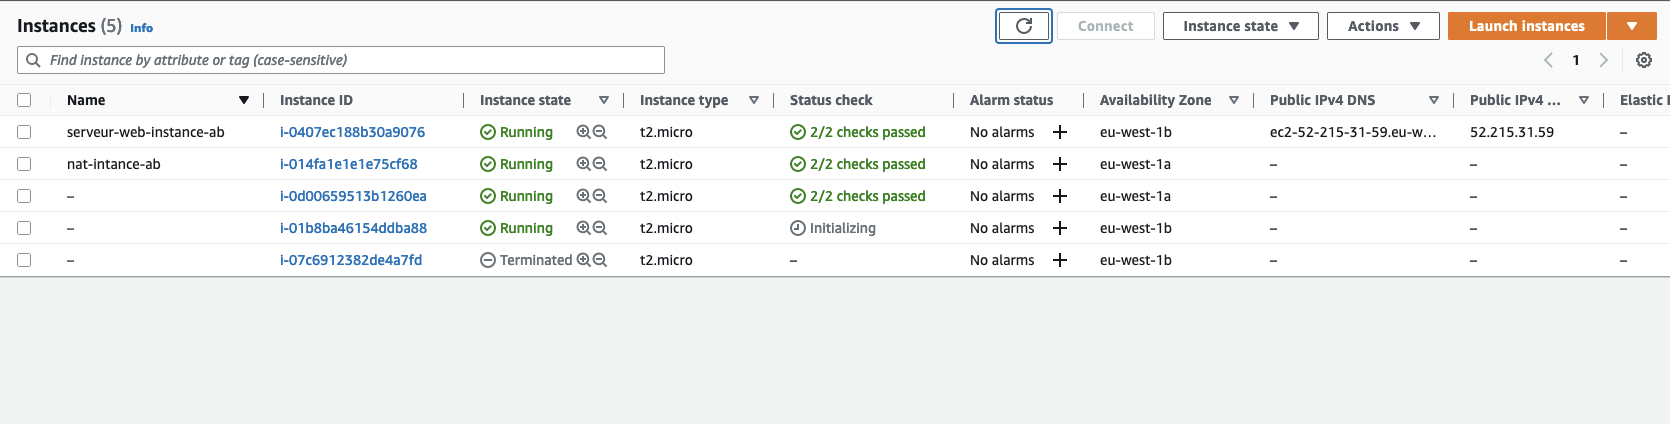 Instances (5) Info Connect Instance state Actions Launch instances
Find instance by attribute or tag (case-sensitive) 1
Name Instance ID Instance state Instance type Status check Alarm status Availability Zone Public IPv4 DNS Public IPv4 ... Elastic I
serveur-web-instance-ab i-0407ec188b30a9076 Running t2.micro 2/2 checks passed No alarms + eu-west-1b ec2-52-215-31-59.eu-w... 52.215.31.59 –
nat-intance-ab i-014fa1e1e1e75cf68 Running t2.micro 2/2 checks passed No alarms + eu-west-1a – – –
– i-0d00659513b1260ea Running t2.micro 2/2 checks passed No alarms + eu-west-1a – – –
– i-01b8ba46154ddba88 Running t2.micro Initializing No alarms + eu-west-1b – – –
– i-07c6912382de4a7fd Terminated t2.micro – No alarms + eu-west-1b – – –